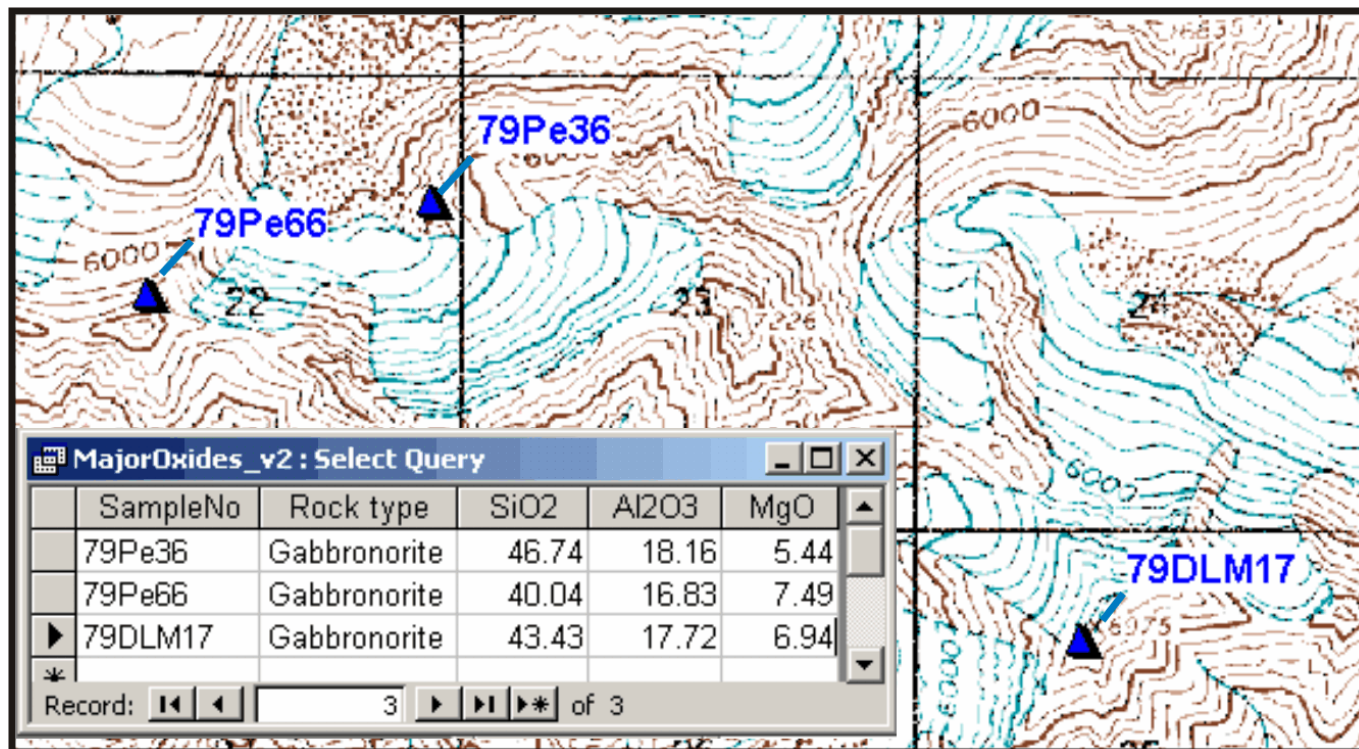 79Pe36
6000
6000
79Pe66
6000
22
23
24
6000
MajorOxides_v2 : Select Query
SampleNo Rock type SiO2 Al2O3 MgO
79Pe36 Gabbronorite 46.74 18.16 5.44
79Pe66 Gabbronorite 40.04 16.83 7.49
79DLM17 Gabbronorite 43.43 17.72 6.94
Record: 3 of 3
79DLM17
6000